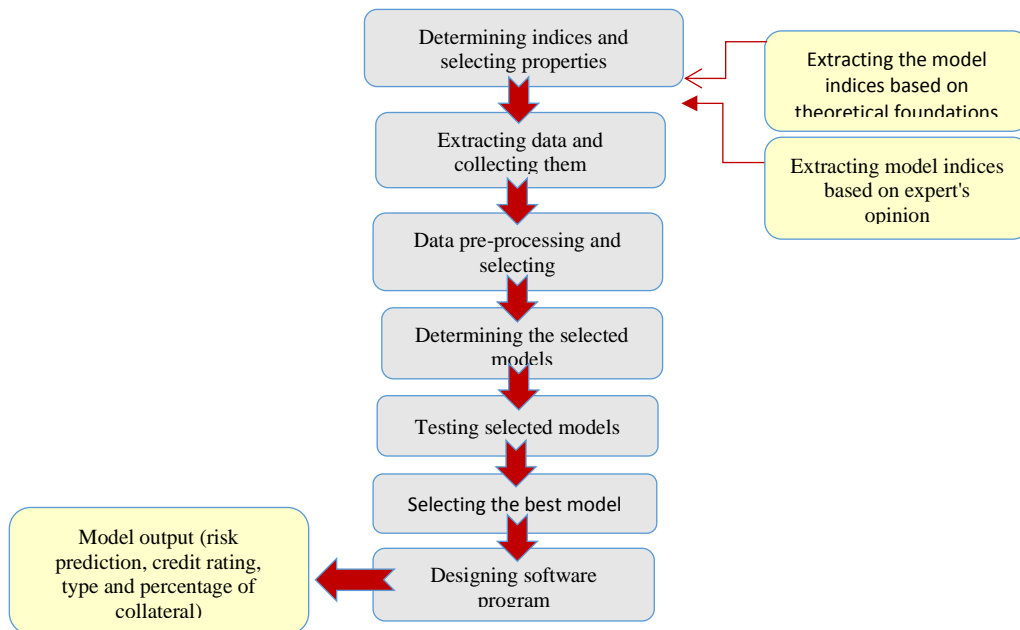 Determining indices and
selecting properties
Extracting the model
indices based on
theoretical foundations
Extracting data and
collecting them
Extracting model indices
based on expert's
opinion
Data pre-processing and
selecting
Determining the selected
models
Testing selected models
Selecting the best model
Model output (risk
prediction, credit rating,
type and percentage of
collateral)
Designing software
program